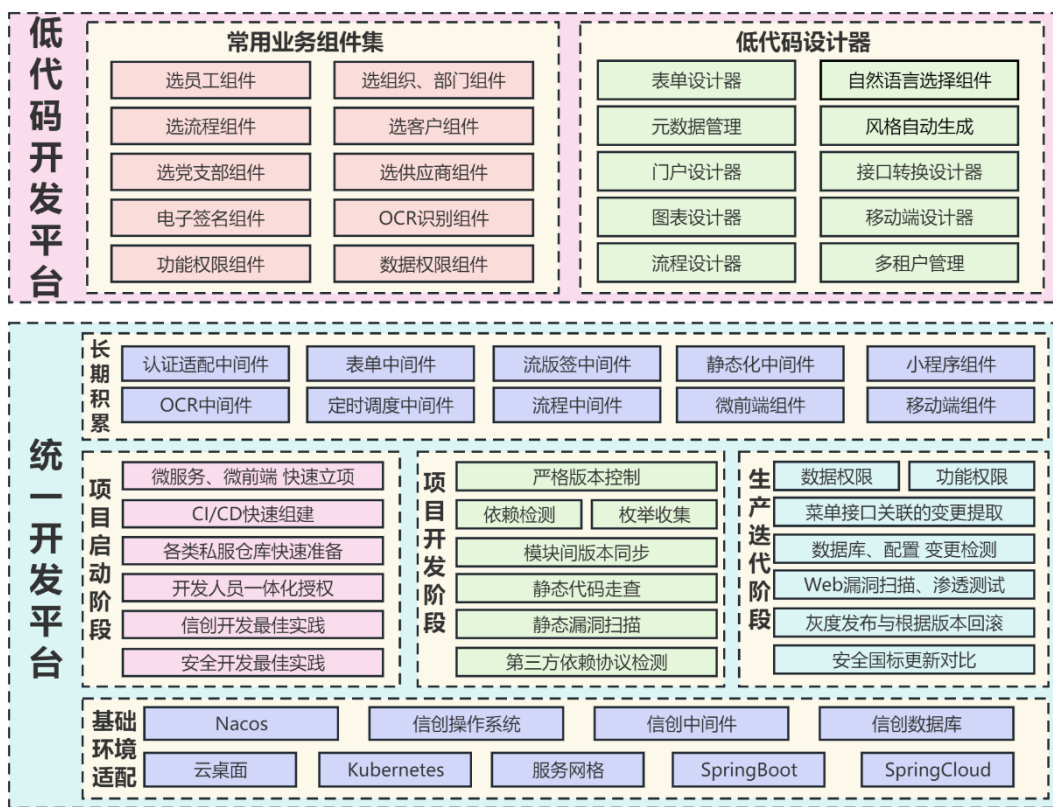 低代码开发平台
常用业务组件集
选员工组件
选组织、部门组件
选流程组件
选客户组件
选党支部组件
选供应商组件
电子签名组件
OCR识别组件
功能权限组件
数据权限组件
低代码设计器
表单设计器
自然语言选择组件
元数据管理
风格自动生成
门户设计器
接口转换设计器
图表设计器
移动端设计器
流程设计器
多租户管理
统一开发平台
长期积累
认证适配中间件
表单中间件
流版签中间件
静态化中间件
小程序组件
OCR中间件
定时调度中间件
流程中间件
微前端组件
移动端组件
项目启动阶段
微服务、微前端 快速立项
CI/CD快速组建
各类私服仓库快速准备
开发人员一体化授权
信创开发最佳实践
安全开发最佳实践
项目开发阶段
严格版本控制
依赖检测
枚举收集
模块间版本同步
静态代码走查
静态漏洞扫描
第三方依赖协议检测
生产迭代阶段
数据权限
功能权限
菜单接口关联的变更提取
数据库、配置 变更检测
Web漏洞扫描、渗透测试
灰度发布与根据版本回滚
安全国标更新对比
基础
环境
适配
Nacos
信创操作系统
信创中间件
信创数据库
云桌面
Kubernetes
服务网格
SpringBoot
SpringCloud